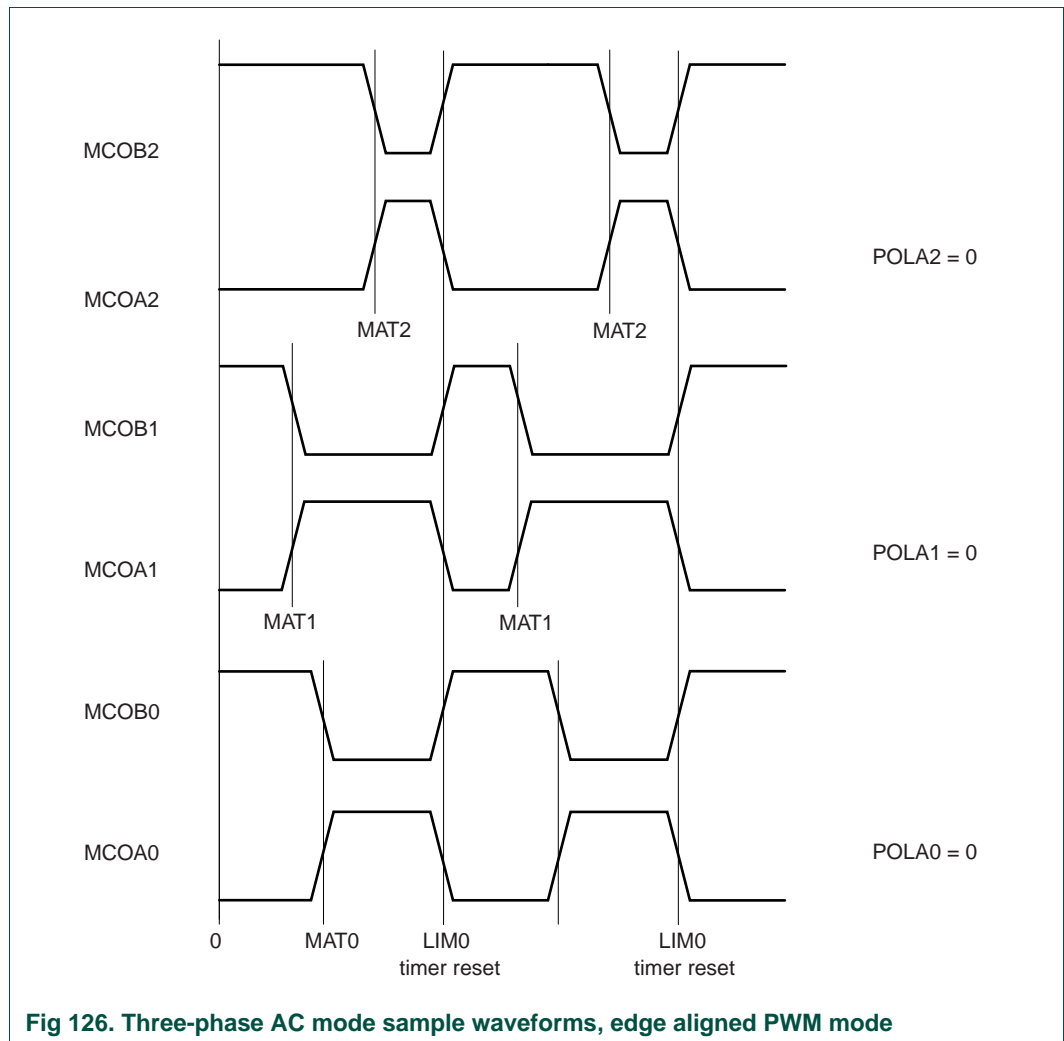 MCOB2
POLA2 = 0
MCOA2
MAT2
MAT2
MCOB1
POLA1 = 0
MCOA1
MAT1
MAT1
MCOB0
MCOA0
POLA0 = 0
0
MAT0
LIM0
timer reset
LIM0
timer reset
Fig 126. Three-phase AC mode sample waveforms, edge aligned PWM mode